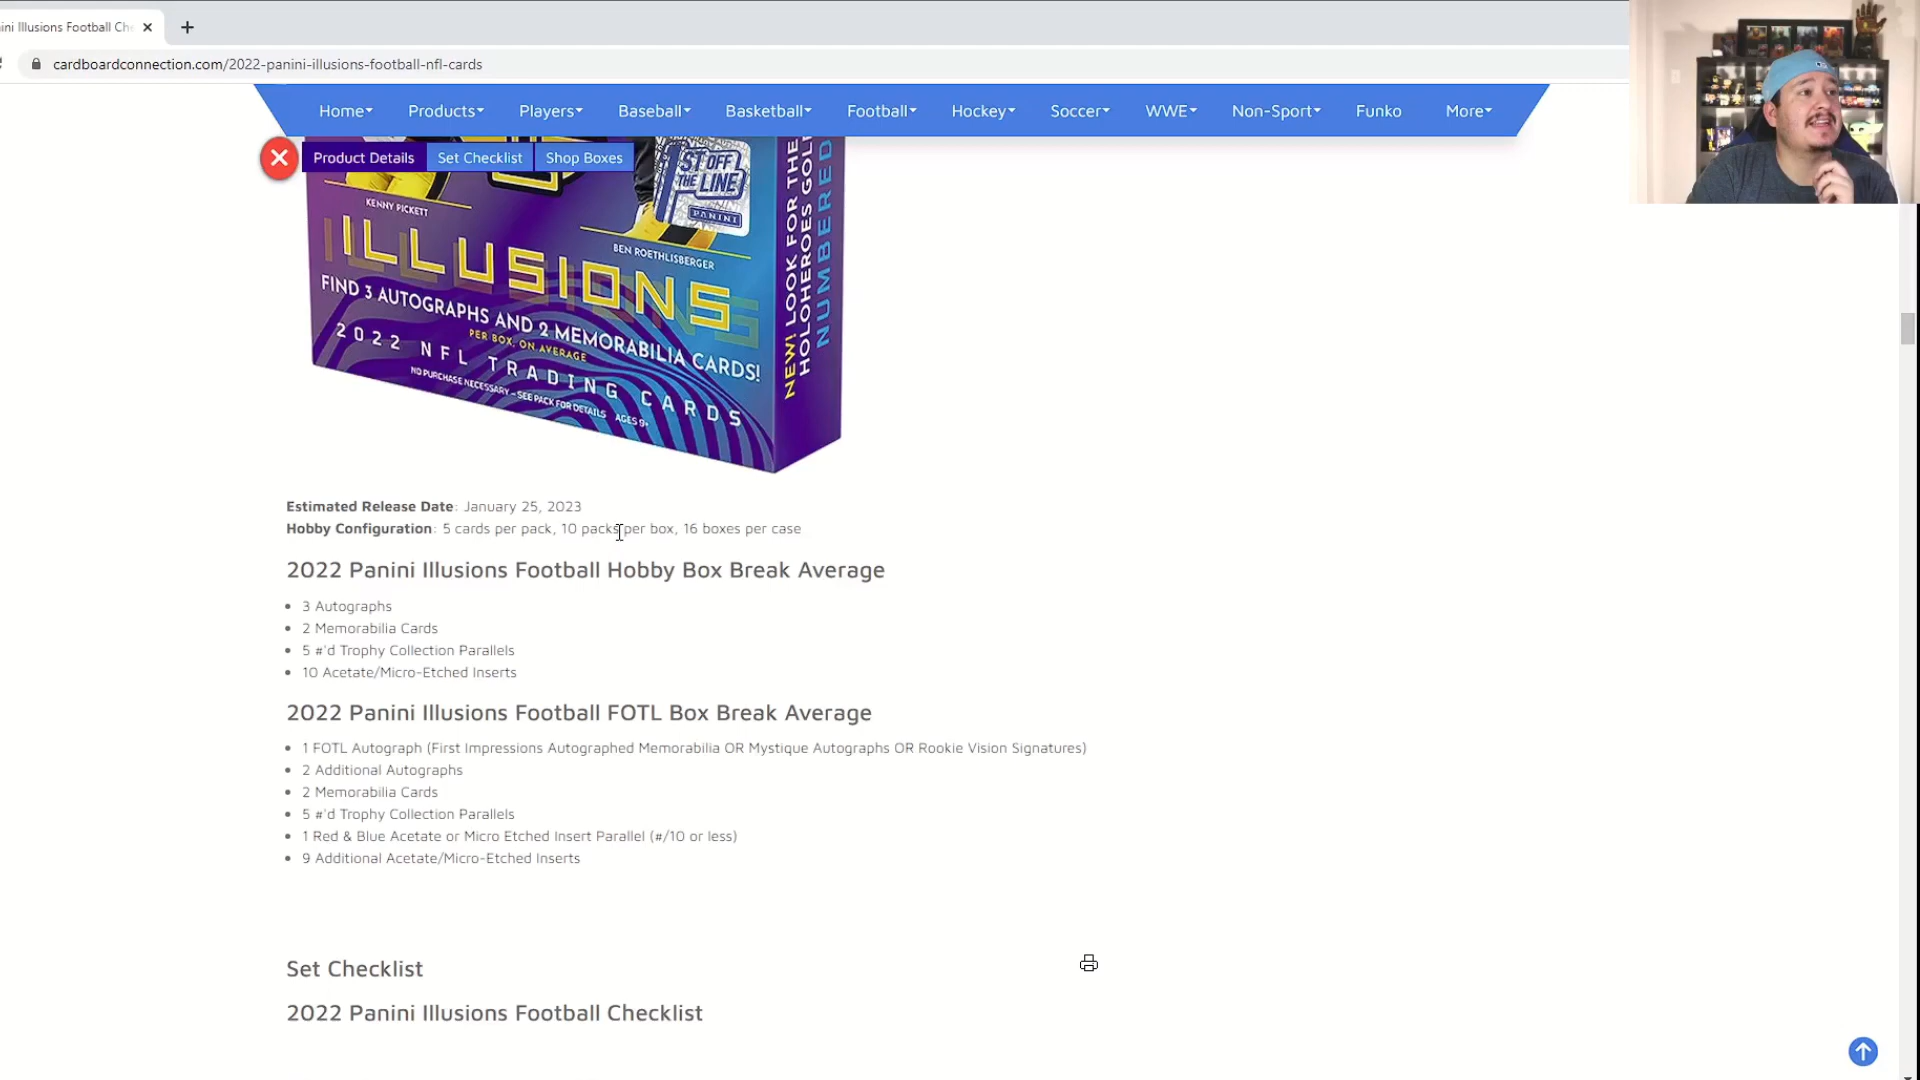 ini Illusions Football Ch
cardboardconnection.com/2022-panini-illusions-football-nfl-cards
Home Products Players Baseball Basketball Football Hockey Soccer WWE Non-Sport Funko More
Product Details Set Checklist Shop Boxes
1ST OFF THE LINE
PANINI
KENNY PICKETT
BEN ROETHLISBERGER
ILLUSIONS
FIND 3 AUTOGRAPHS AND 2 MEMORABILIA CARDS!
PER BOX, ON AVERAGE
2022 NFL TRADING CARDS
NO PURCHASE NECESSARY – SEE PACK FOR DETAILS AGES 9+
NEW! LOOK FOR THE
HOLOHEROES GOL
NUMBERED
Estimated Release Date: January 25, 2023
Hobby Configuration: 5 cards per pack, 10 packs per box, 16 boxes per case
2022 Panini Illusions Football Hobby Box Break Average
• 3 Autographs
• 2 Memorabilia Cards
• 5 #'d Trophy Collection Parallels
• 10 Acetate/Micro-Etched Inserts
2022 Panini Illusions Football FOTL Box Break Average
• 1 FOTL Autograph (First Impressions Autographed Memorabilia OR Mystique Autographs OR Rookie Vision Signatures)
• 2 Additional Autographs
• 2 Memorabilia Cards
• 5 #'d Trophy Collection Parallels
• 1 Red & Blue Acetate or Micro Etched Insert Parallel (#/10 or less)
• 9 Additional Acetate/Micro-Etched Inserts
Set Checklist
2022 Panini Illusions Football Checklist